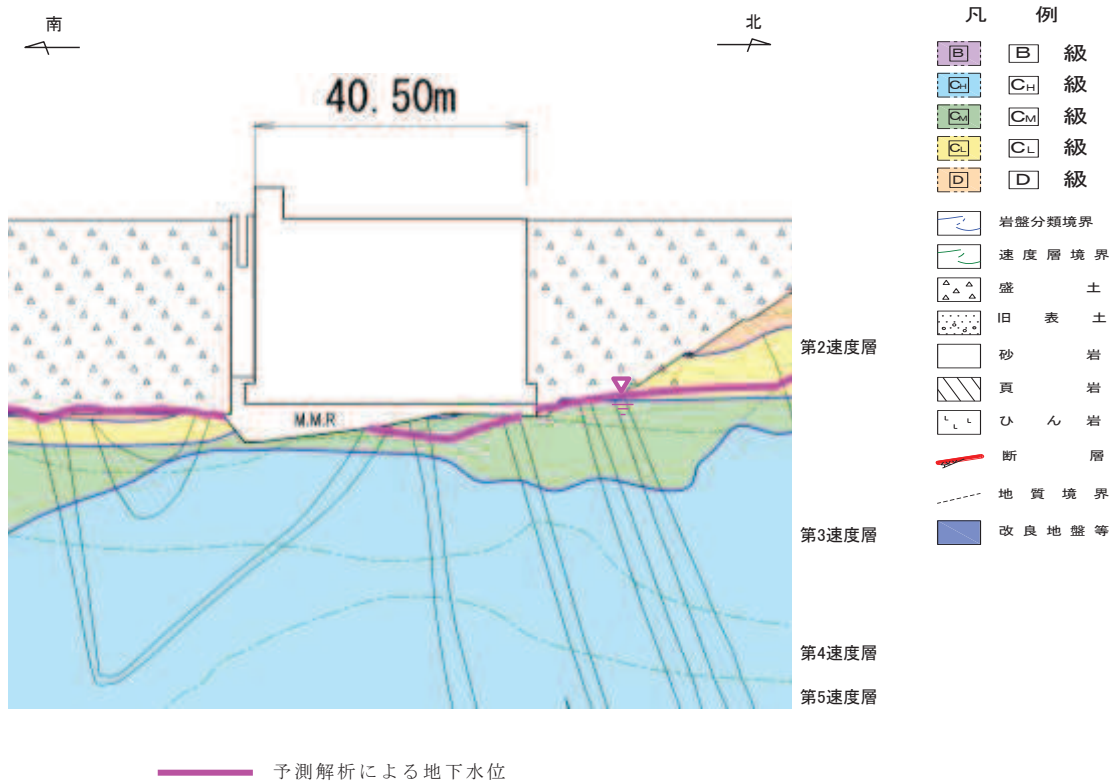 南
北
40.50m
M.M.R
第2速度層
第3速度層
第4速度層
第5速度層
予測解析による地下水位
凡 例
B B 級
CH CH 級
CM CM 級
CL CL 級
D D 級
岩盤分類境界
速度層境界
盛土
旧表土
砂岩
頁岩
ひん岩
断層
地質境界
改良地盤等